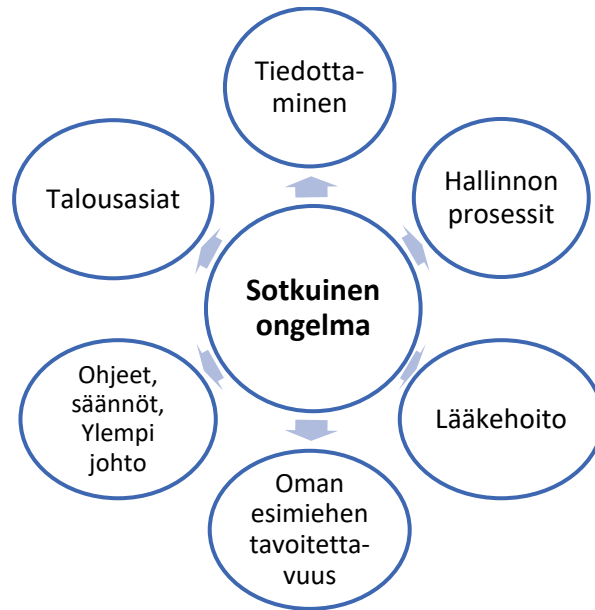 Tiedotta-
minen
Talousasiat
Hallinnon
prosessit
Sotkuinen
ongelma
Ohjeet,
säännöt,
Ylempi
johto
Lääkehoito
Oman
esimiehen
tavoitetta-
vuus